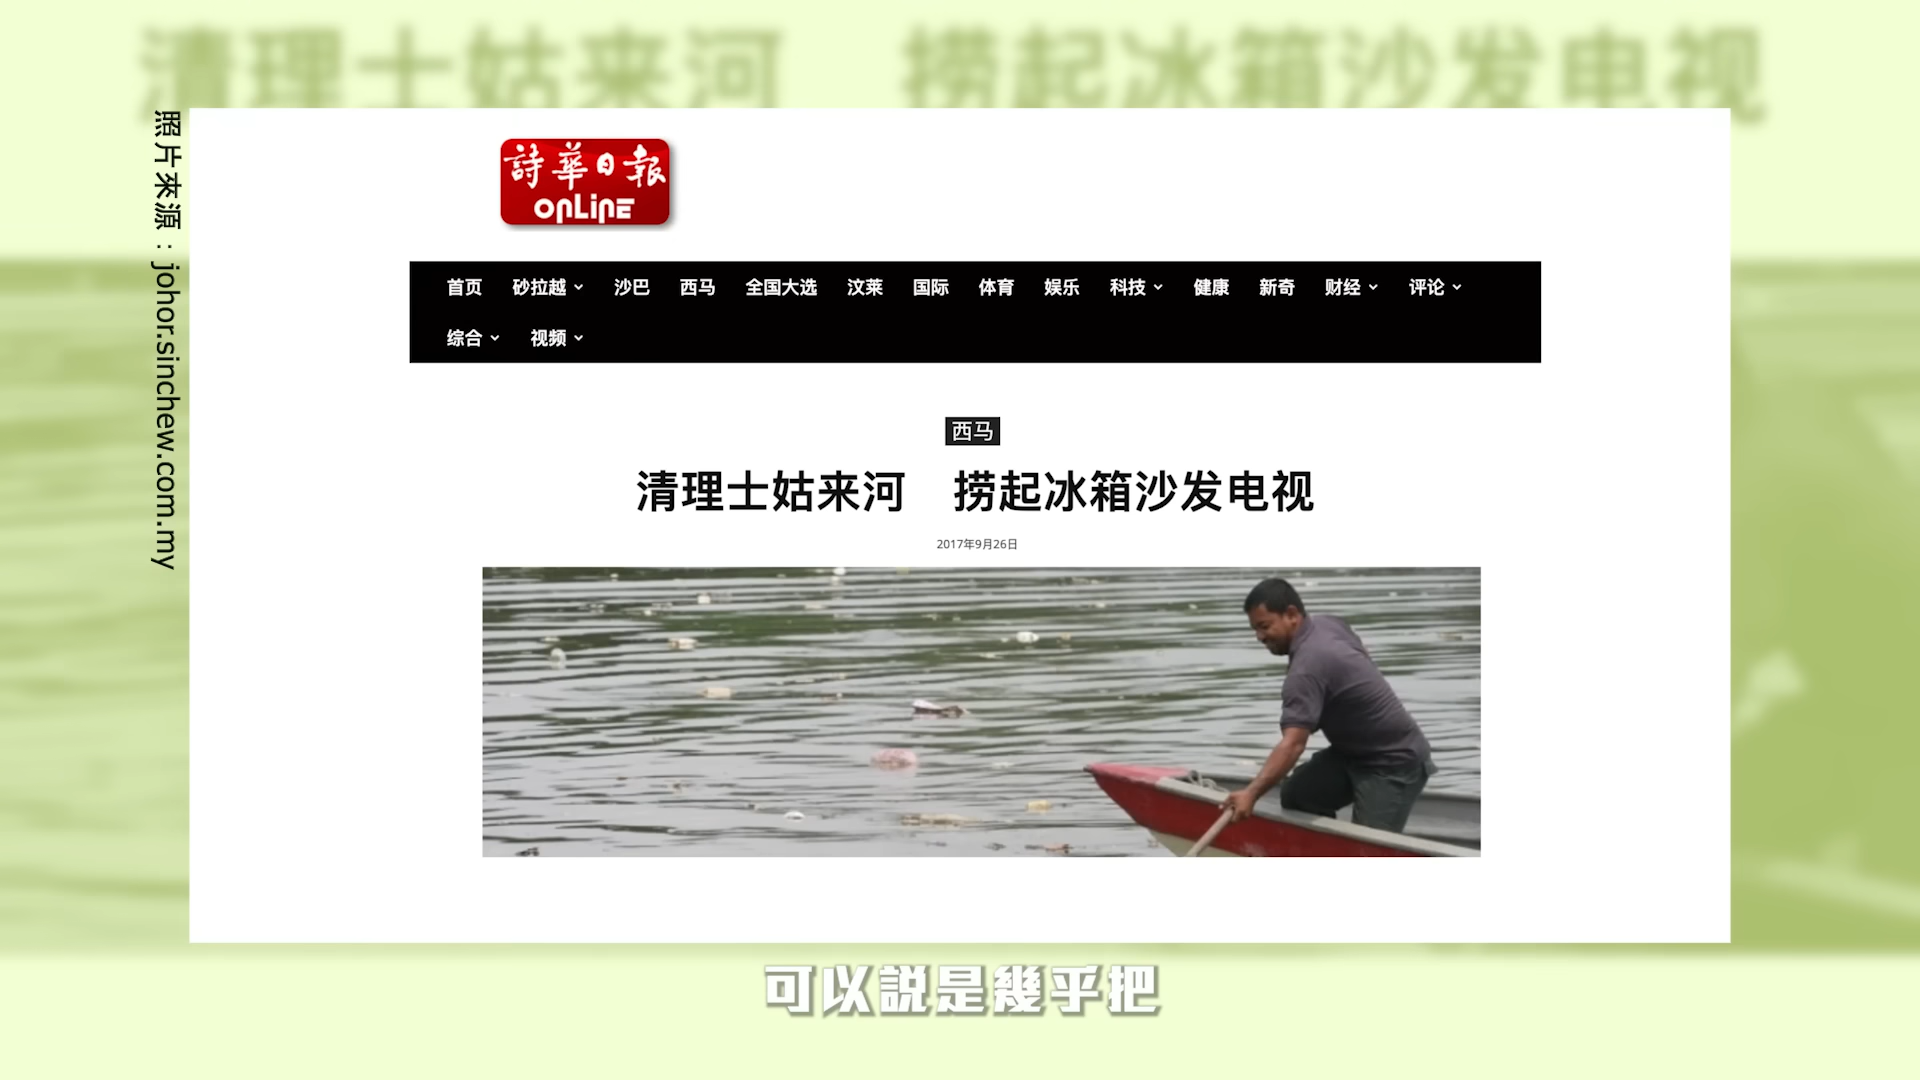 清理士姑来河 捞起冰箱沙发电视
照片來源：johor.sinchew.com.my
詩華日報
onLinE
首页 砂拉越 沙巴 西马 全国大选 汶莱 国际 体育 娱乐 科技 健康 新奇 财经 评论
综合 视频
西马
清理士姑来河 捞起冰箱沙发电视
2017年9月26日
可以説是幾乎把